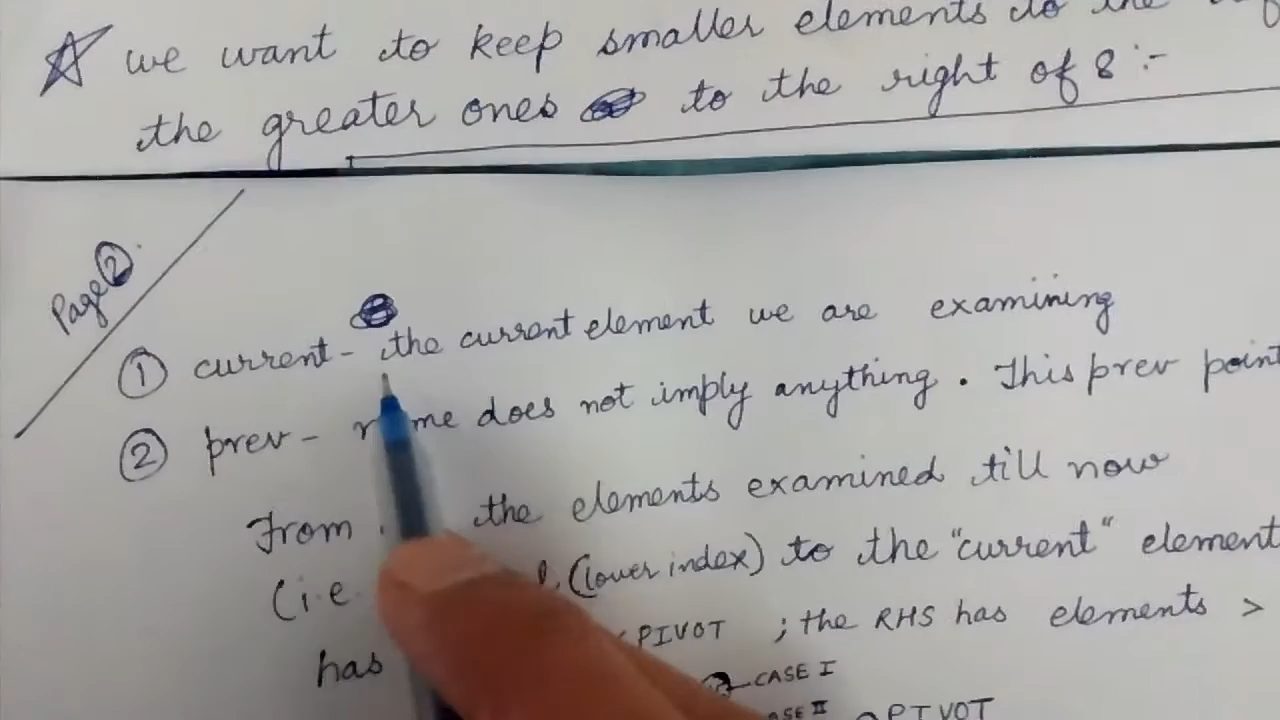 we want to keep smaller elements to the
the greater ones to the right of 8 :-
Page 2
1 current - the current element we are examining
2 prev - does not imply anything. This prev point
From the elements examined till now
(i.e. (lower index) to the "current" element
has PIVOT ; the RHS has elements >
CASE I
CASE II PIVOT